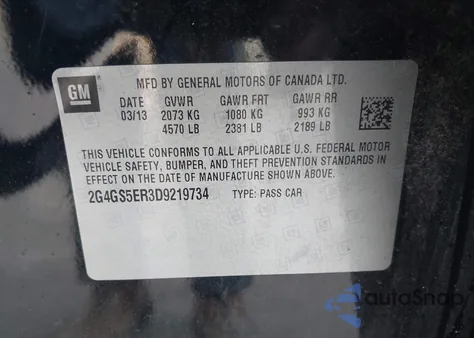 GM
MFD BY GENERAL MOTORS OF CANADA LTD.
DATE GVWR GAWR FRT GAWR RR
03/13 2073 KG 1080 KG 993 KG
4570 LB 2381 LB 2189 LB
THIS VEHICLE CONFORMS TO ALL APPLICABLE U.S. FEDERAL MOTOR
VEHICLE SAFETY, BUMPER, AND THEFT PREVENTION STANDARDS IN
EFFECT ON THE DATE OF MANUFACTURE SHOWN ABOVE.
2G4GS5ER3D9219734 TYPE: PASS CAR
autoSnap